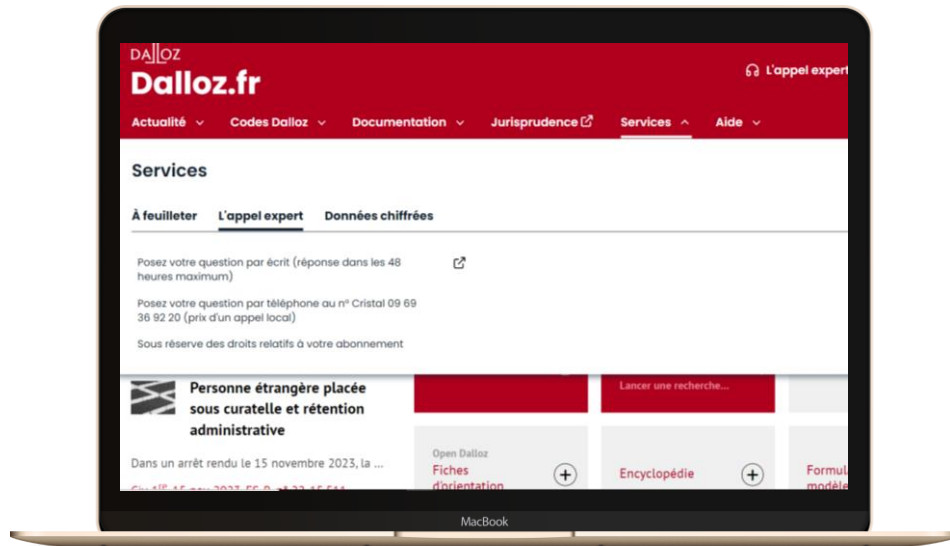 DALLOZ
Dalloz.fr
L'appel expert
Actualité
Codes Dalloz
Documentation
Jurisprudence
Services
Aide
Services
À feuilleter
L'appel expert
Données chiffrées
Posez votre question par écrit (réponse dans les 48
heures maximum)
Posez votre question par téléphone au n° Cristal 09 69
36 92 20 (prix d'un appel local)
Sous réserve des droits relatifs à votre abonnement
Personne étrangère placée
sous curatelle et rétention
administrative
Dans un arrêt rendu le 15 novembre 2023, la ...
Lancer une recherche...
Open Dalloz
Fiches
d'orientation
Encyclopédie
Formul
modèle
MacBook